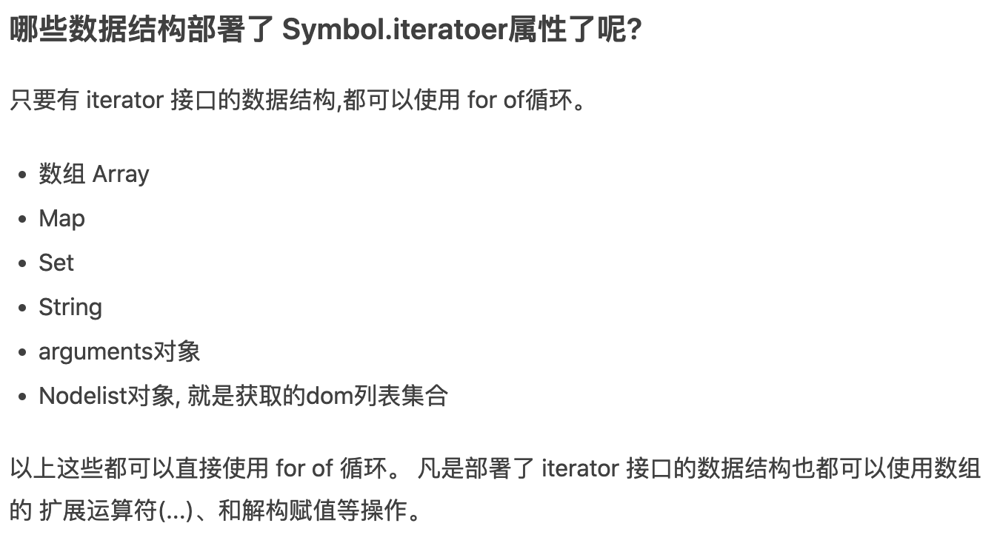 哪些数据结构部署了 Symbol.iteratoer属性了呢?
只要有 iterator 接口的数据结构,都可以使用 for of循环。
• 数组 Array
• Map
• Set
• String
• arguments对象
• Nodelist对象, 就是获取的dom列表集合
以上这些都可以直接使用 for of 循环。 凡是部署了 iterator 接口的数据结构也都可以使用数组
的 扩展运算符(...)、和解构赋值等操作。